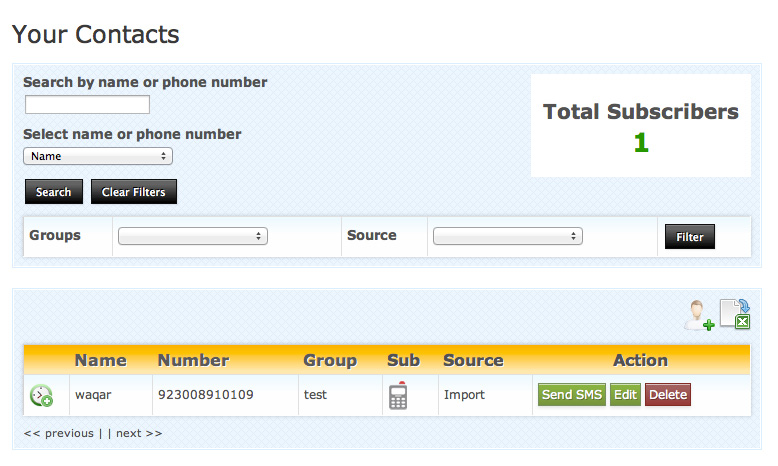 Your Contacts
Search by name or phone number
Total Subscribers
1
Select name or phone number
Name
Search Clear Filters
Groups Source Filter
Name Number Group Sub Source Action
waqar 923008910109 test Import Send SMS Edit Delete
<< previous | | next >>